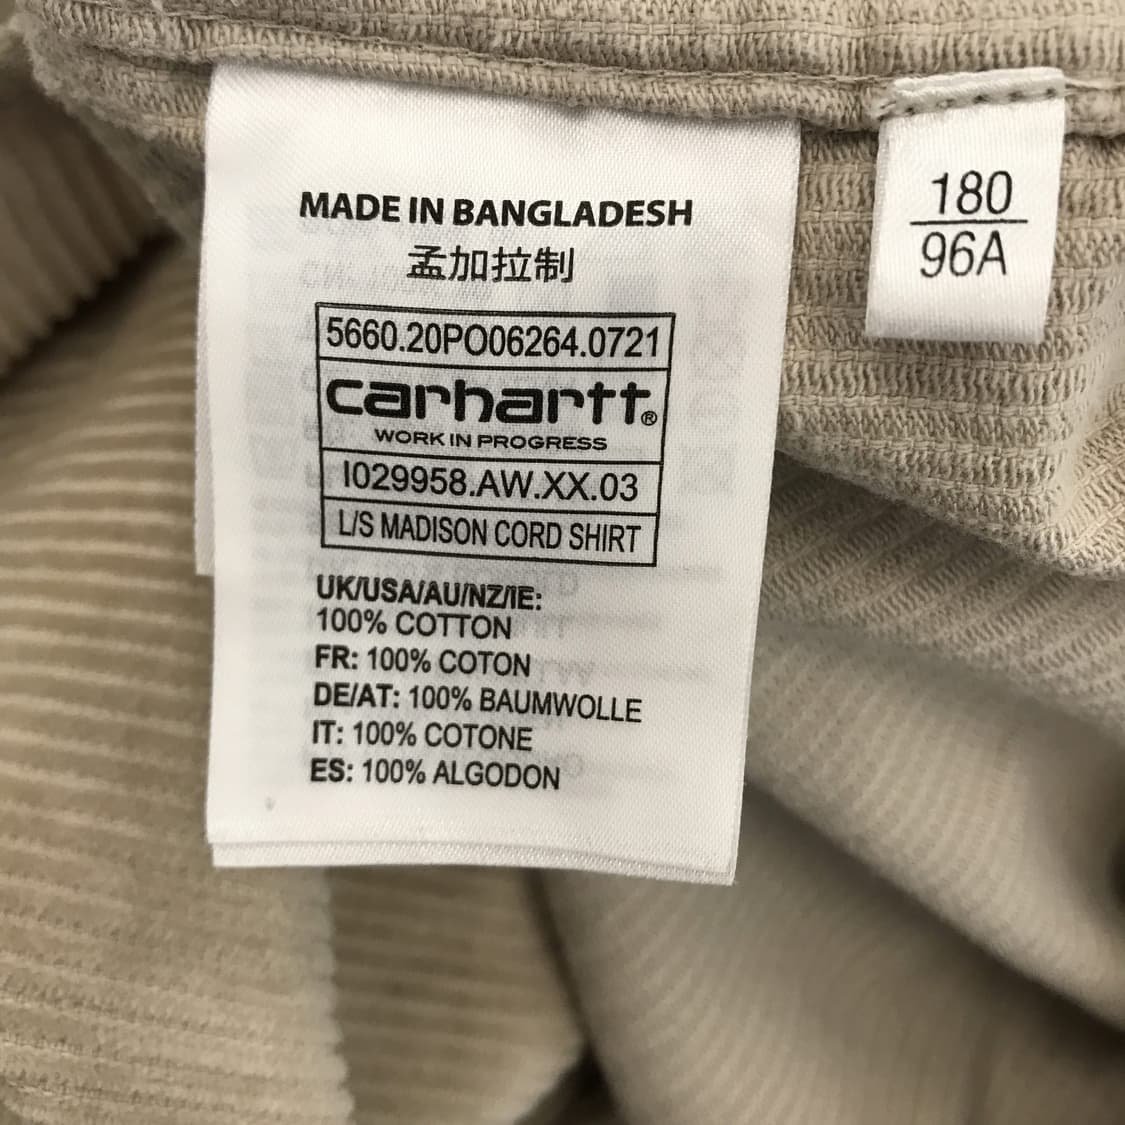 MADE IN BANGLADESH
孟加拉制
5660.20PO06264.0721
carhartt®
WORK IN PROGRESS
I029958.AW.XX.03
L/S MADISON CORD SHIRT
UK/USA/AU/NZ/IE:
100% COTTON
FR: 100% COTON
DE/AT: 100% BAUMWOLLE
IT: 100% COTONE
ES: 100% ALGODON
180
96A